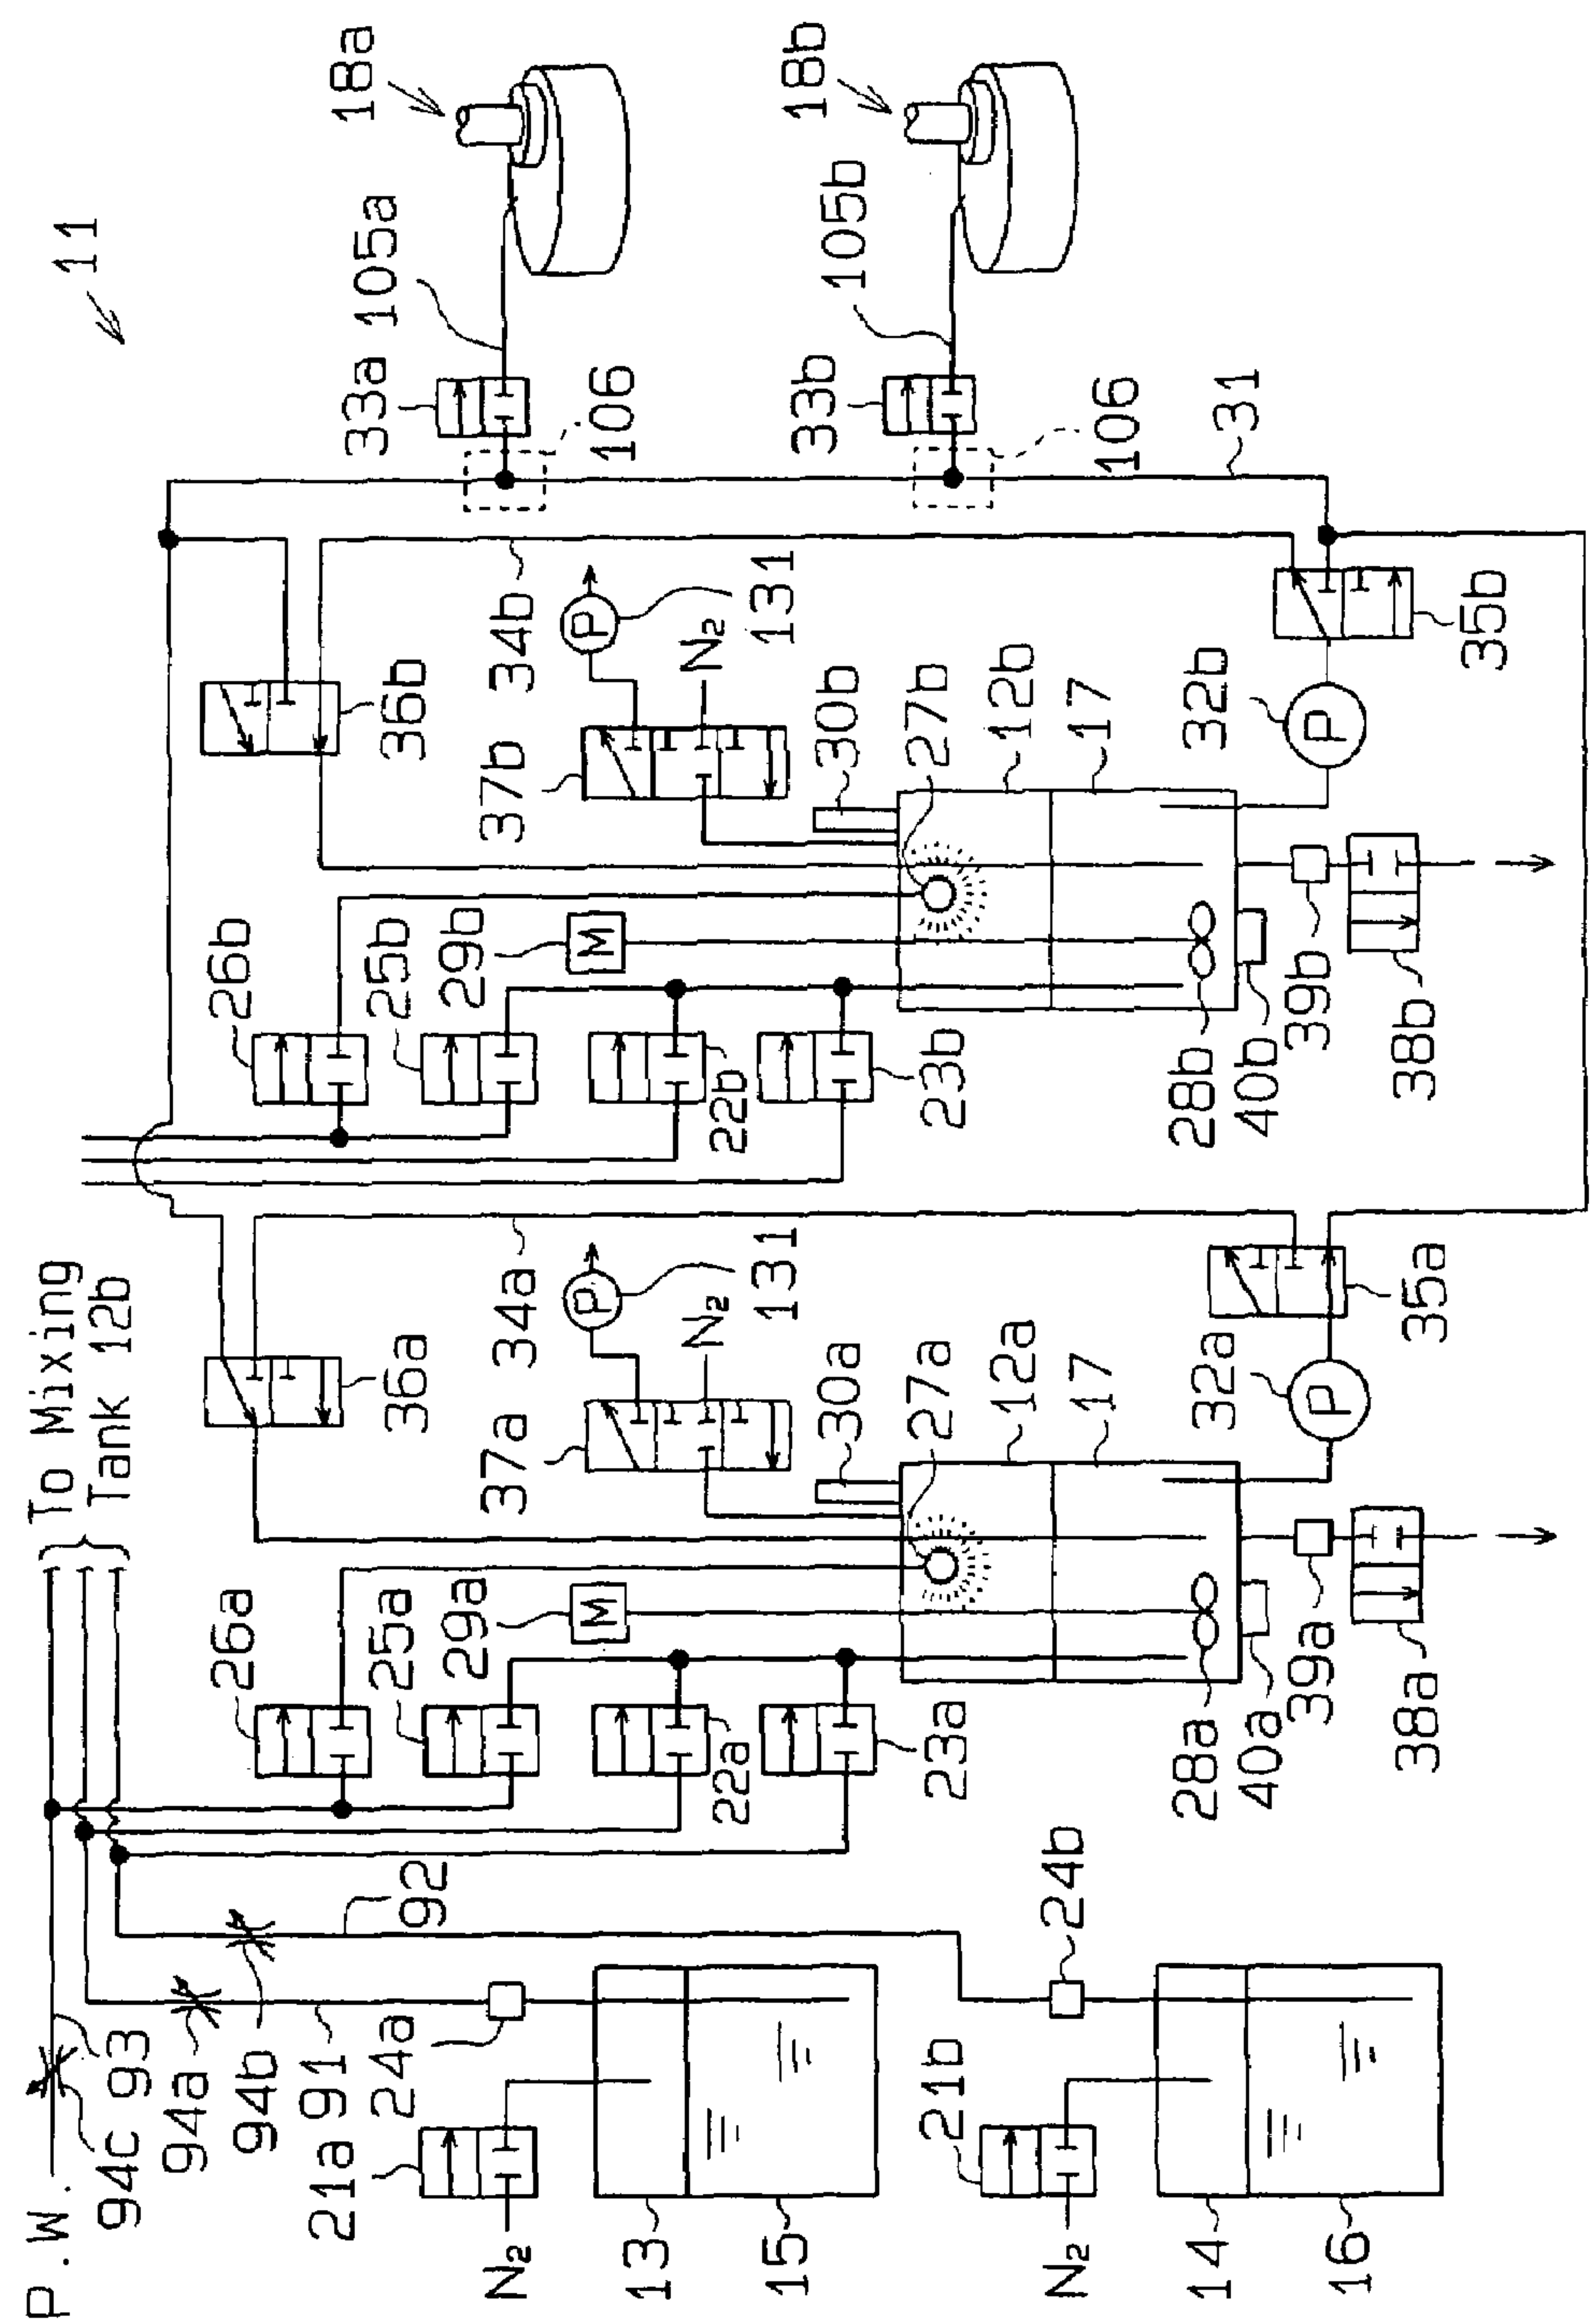 11
P.W.
94c
93
94a
94b
92
91
21a
24a
N₂
13
15
21b
24b
N₂
14
16
To Mixing
Tank 12b
26a
25a
29a
22a
23a
36a
34a
37a
131
N₂
30a
27a
12a
17
32a
35a
28a
40a
39a
38a
26b
25b
29b
22b
23b
36b
34b
37b
131
N₂
30b
27b
12b
17
32b
35b
28b
40b
39b
38b
M
M
P
P
P
P
33a
105a
18a
106
33b
105b
18b
106
31